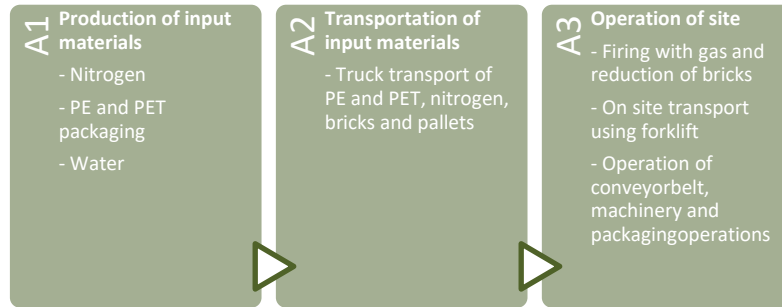 A1
Production of input
materials
- Nitrogen
- PE and PET
packaging
- Water
A2
Transportation of
input materials
- Truck transport of
PE and PET, nitrogen,
bricks and pallets
A3
Operation of site
- Firing with gas and
reduction of bricks
- On site transport
using forklift
- Operation of
conveyorbelt,
machinery and
packagingoperations